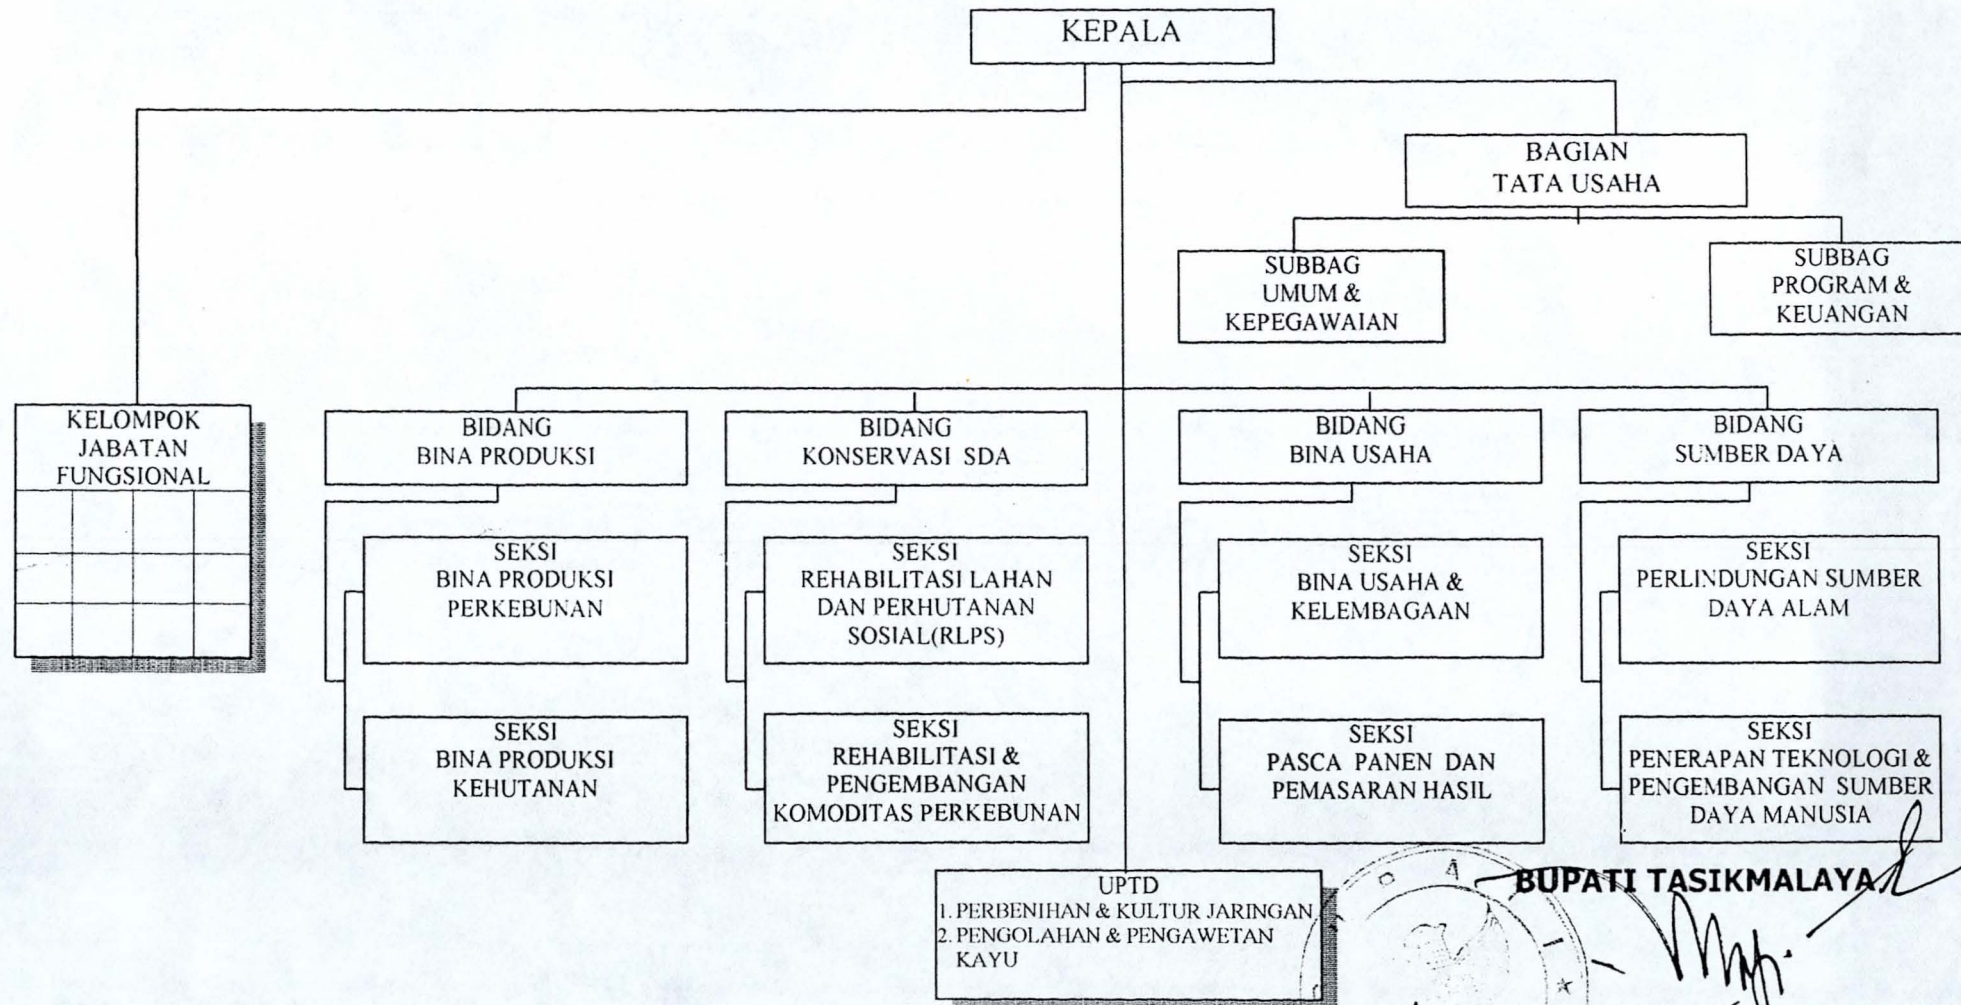 KEPALA
BAGIAN
TATA USAHA
SUBBAG
UMUM &
KEPEGAWAIAN
SUBBAG
PROGRAM &
KEUANGAN
KELOMPOK
JABATAN
FUNGSIONAL
BIDANG
BINA PRODUKSI
BIDANG
KONSERVASI SDA
BIDANG
BINA USAHA
BIDANG
SUMBER DAYA
SEKSI
BINA PRODUKSI
PERKEBUNAN
SEKSI
REHABILITASI LAHAN
DAN PERHUTANAN
SOSIAL(RLPS)
SEKSI
BINA USAHA &
KELEMBAGAAN
SEKSI
PERLINDUNGAN SUMBER
DAYA ALAM
SEKSI
BINA PRODUKSI
KEHUTANAN
SEKSI
REHABILITASI &
PENGEMBANGAN
KOMODITAS PERKEBUNAN
SEKSI
PASCA PANEN DAN
PEMASARAN HASIL
SEKSI
PENERAPAN TEKNOLOGI &
PENGEMBANGAN SUMBER
DAYA MANUSIA
UPTD
1. PERBENIHAN & KULTUR JARINGAN
2. PENGOLAHAN & PENGAWETAN
KAYU
BUPATI TASIKMALAYA